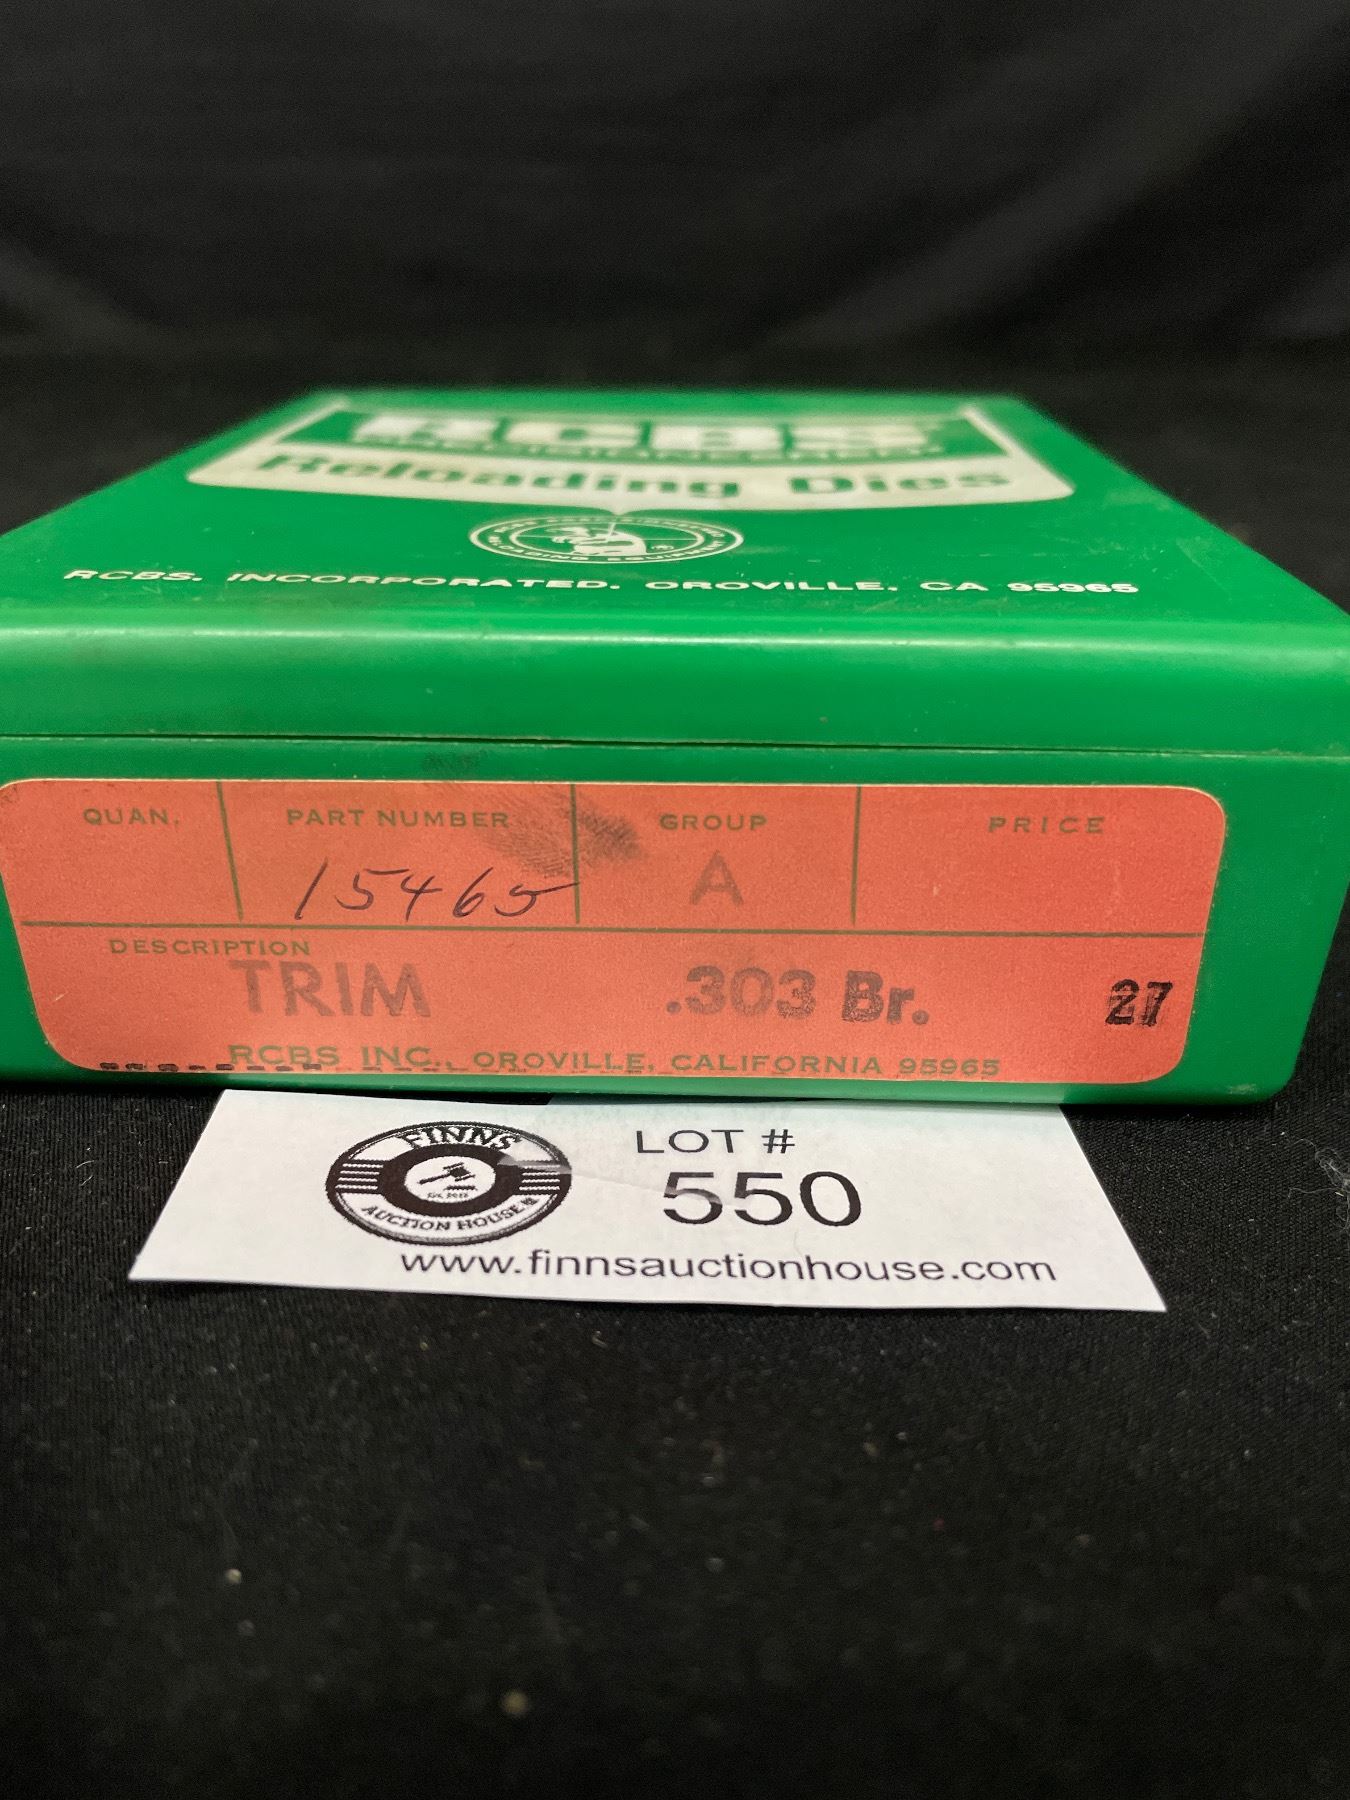 RCBS
Reloading Dies
RCBS. INCORPORATED. OROVILLE, CA 95965
QUAN. PART NUMBER GROUP PRICE
15465 A
DESCRIPTION
TRIM .303 Br. 27
RCBS INC., OROVILLE, CALIFORNIA 95965
FINNS
AUCTION HOUSE
LOT #
550
www.finnsauctionhouse.com